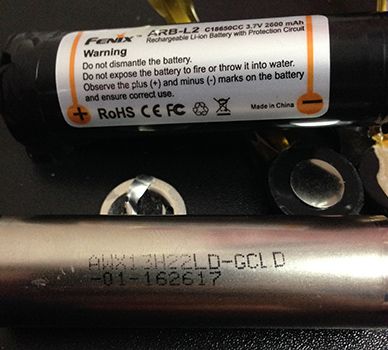 FENIX ARB-L2 C18650CC 3.7V 2600 mAh
Rechargeable Li-ion Battery with Protection Circuit
Warning
Do not dismantle the battery.
Do not expose the battery to fire or throw it into water.
Observe the plus (+) and minus (-) marks on the battery
and ensure correct use.
+ RoHS CE FC Made in China -
AWX13H22LD-GCLD
-01-162617